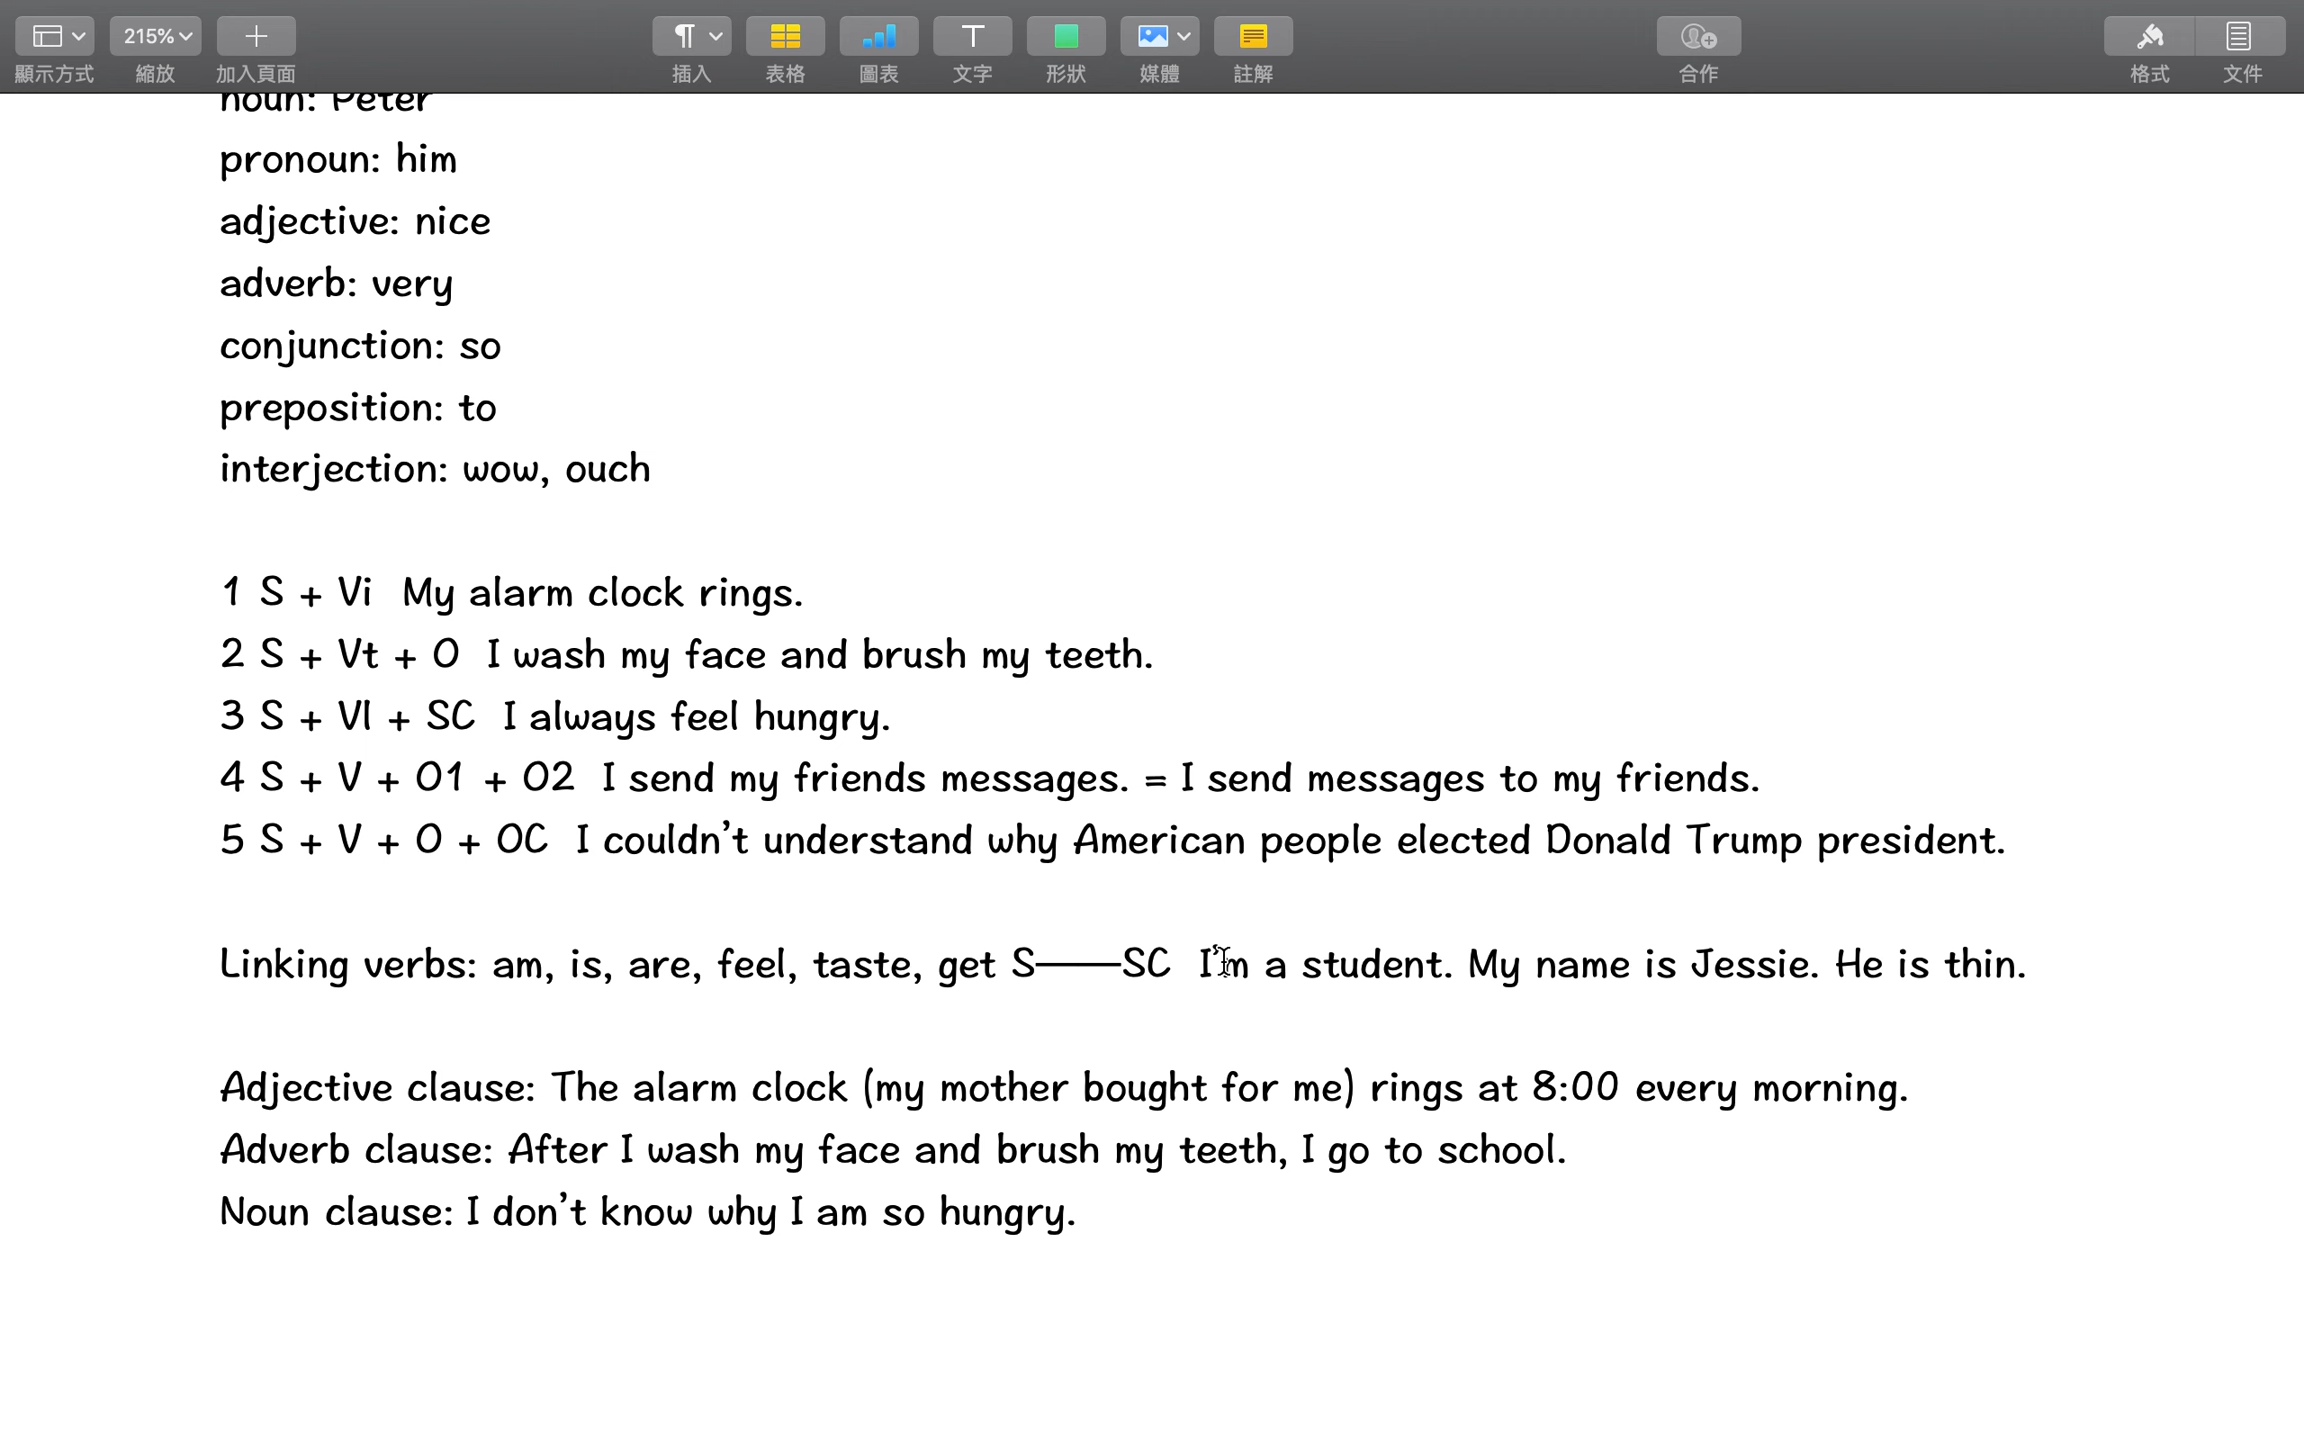 215%
顯示方式 縮放 加入頁面 插入 表格 圖表 文字 形狀 媒體 註解 合作 格式 文件
noun: Peter
pronoun: him
adjective: nice
adverb: very
conjunction: so
preposition: to
interjection: wow, ouch
1 S + Vi  My alarm clock rings.
2 S + Vt + O  I wash my face and brush my teeth.
3 S + Vl + SC  I always feel hungry.
4 S + V + O1 + O2  I send my friends messages. = I send messages to my friends.
5 S + V + O + OC  I couldn’t understand why American people elected Donald Trump president.
Linking verbs: am, is, are, feel, taste, get S——SC  I’m a student. My name is Jessie. He is thin.
Adjective clause: The alarm clock (my mother bought for me) rings at 8:00 every morning.
Adverb clause: After I wash my face and brush my teeth, I go to school.
Noun clause: I don’t know why I am so hungry.